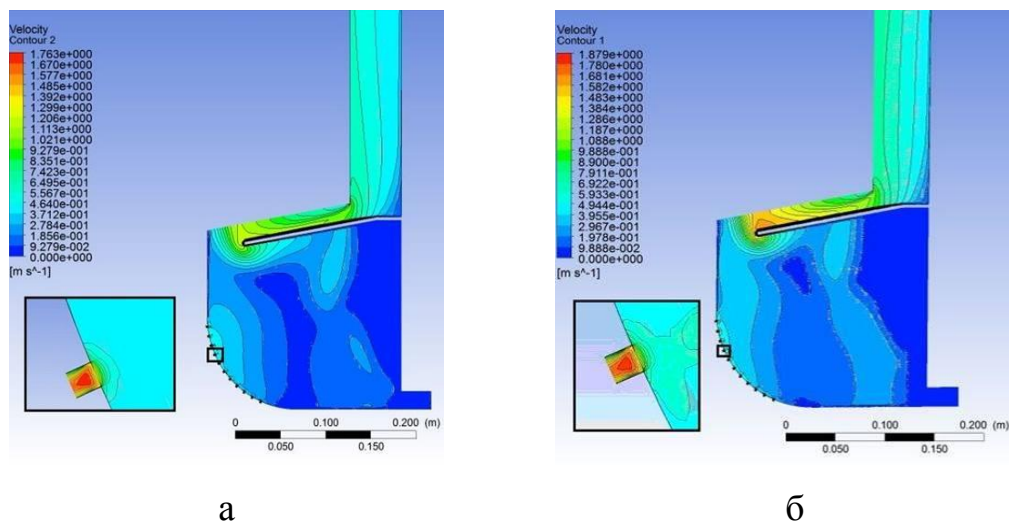 Velocity
Contour 2
1.763e+000
1.670e+000
1.577e+000
1.485e+000
1.392e+000
1.299e+000
1.206e+000
1.113e+000
1.021e+000
9.279e-001
8.351e-001
7.423e-001
6.495e-001
5.567e-001
4.640e-001
3.712e-001
2.784e-001
1.856e-001
9.279e-002
0.000e+000
[m s^-1]
0 0.100 0.200 (m)
0.050 0.150
а
Velocity
Contour 1
1.879e+000
1.780e+000
1.681e+000
1.582e+000
1.483e+000
1.384e+000
1.286e+000
1.187e+000
1.088e+000
9.888e-001
8.900e-001
7.911e-001
6.922e-001
5.933e-001
4.944e-001
3.955e-001
2.967e-001
1.978e-001
9.888e-002
0.000e+000
[m s^-1]
0 0.100 0.200 (m)
0.050 0.150
б